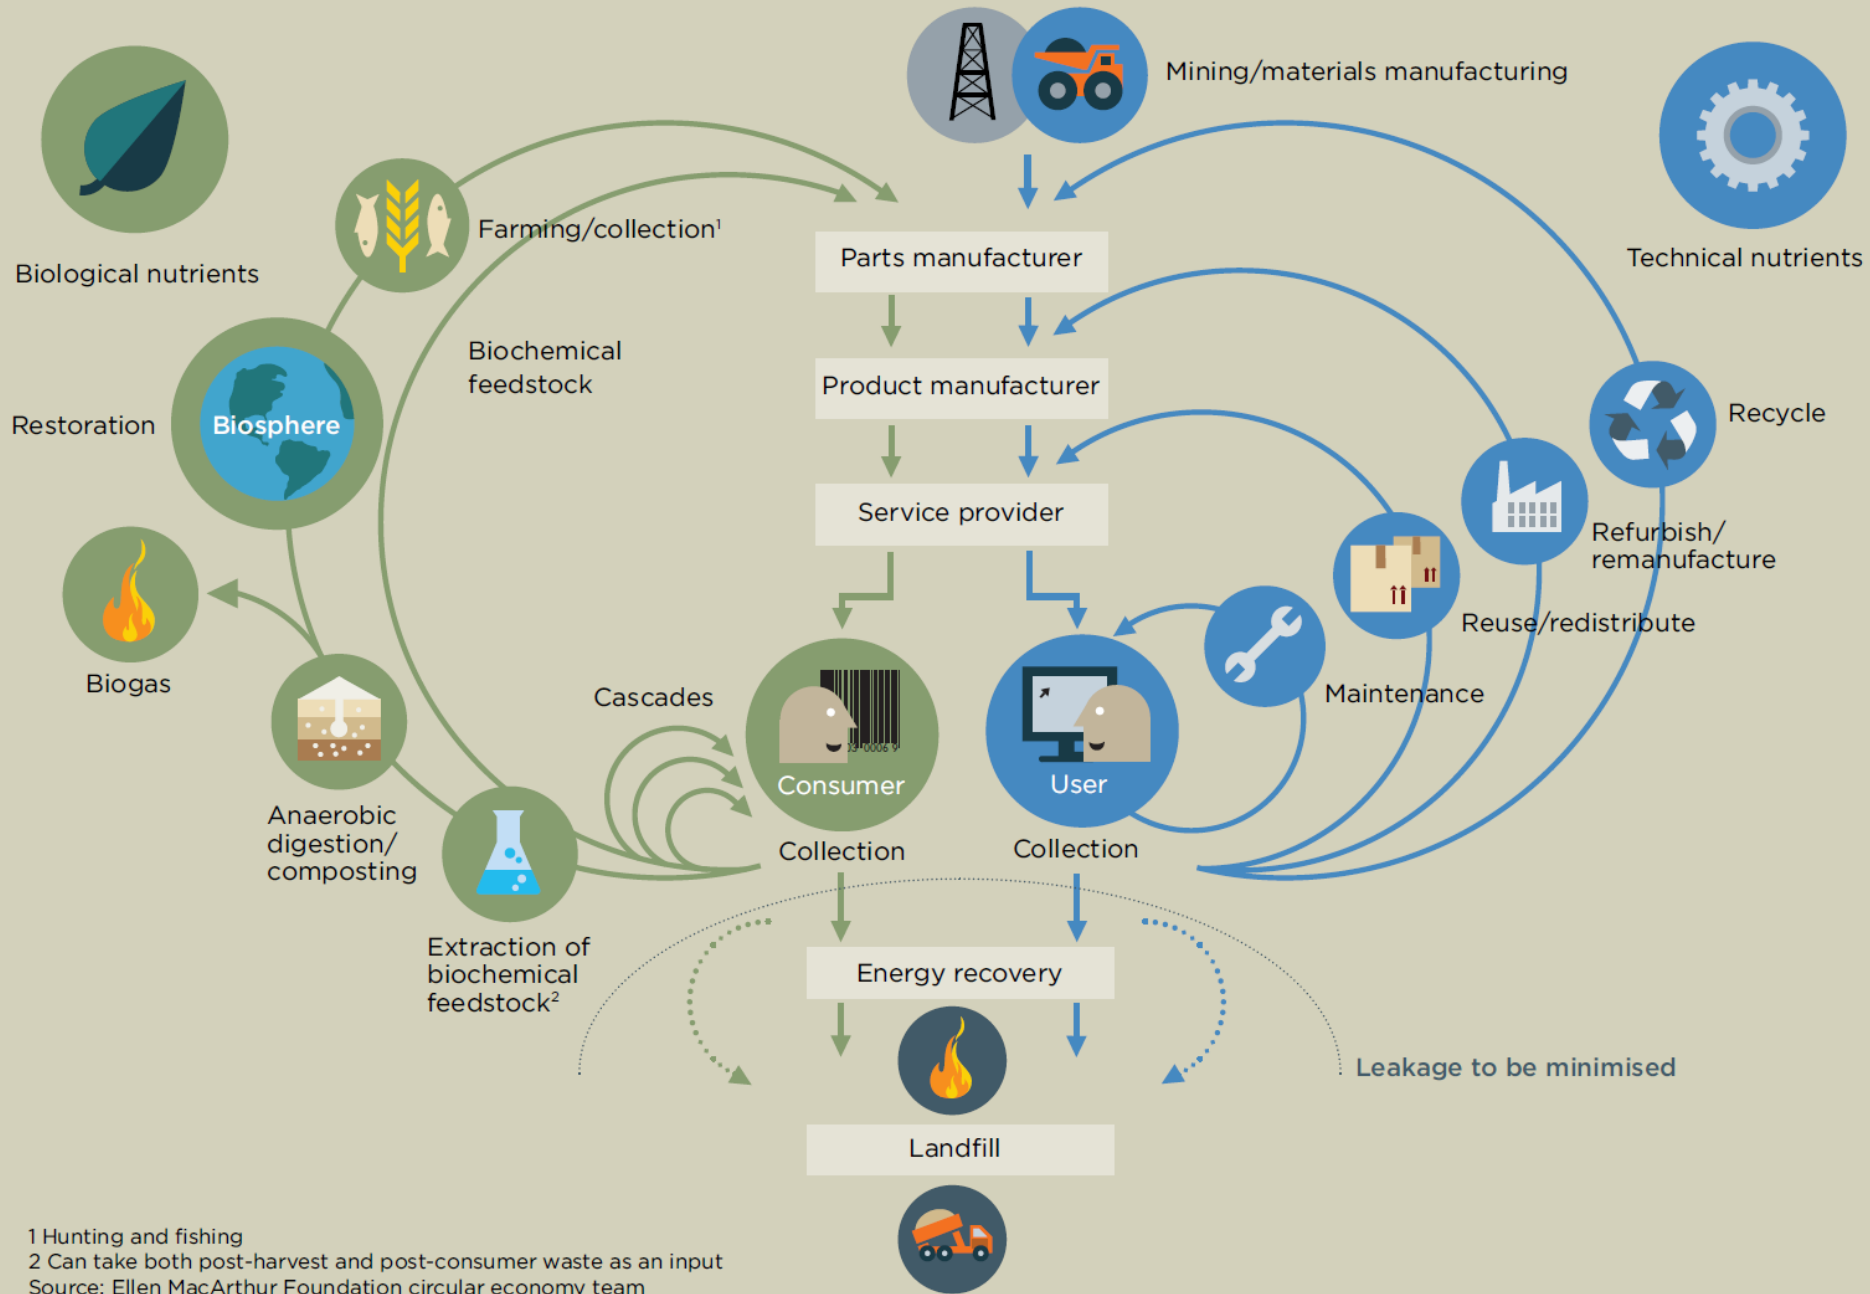 Mining/materials manufacturing
Biological nutrients
Technical nutrients
Farming/collection¹
Parts manufacturer
Biochemical
feedstock
Product manufacturer
Restoration
Biosphere
Recycle
Service provider
Refurbish/
remanufacture
Reuse/redistribute
Biogas
Cascades
Maintenance
03 0006 9
Consumer
User
Anaerobic
digestion/
composting
Collection
Collection
Extraction of
biochemical
feedstock²
Energy recovery
Leakage to be minimised
Landfill
1 Hunting and fishing
2 Can take both post-harvest and post-consumer waste as an input
Source: Ellen MacArthur Foundation circular economy team